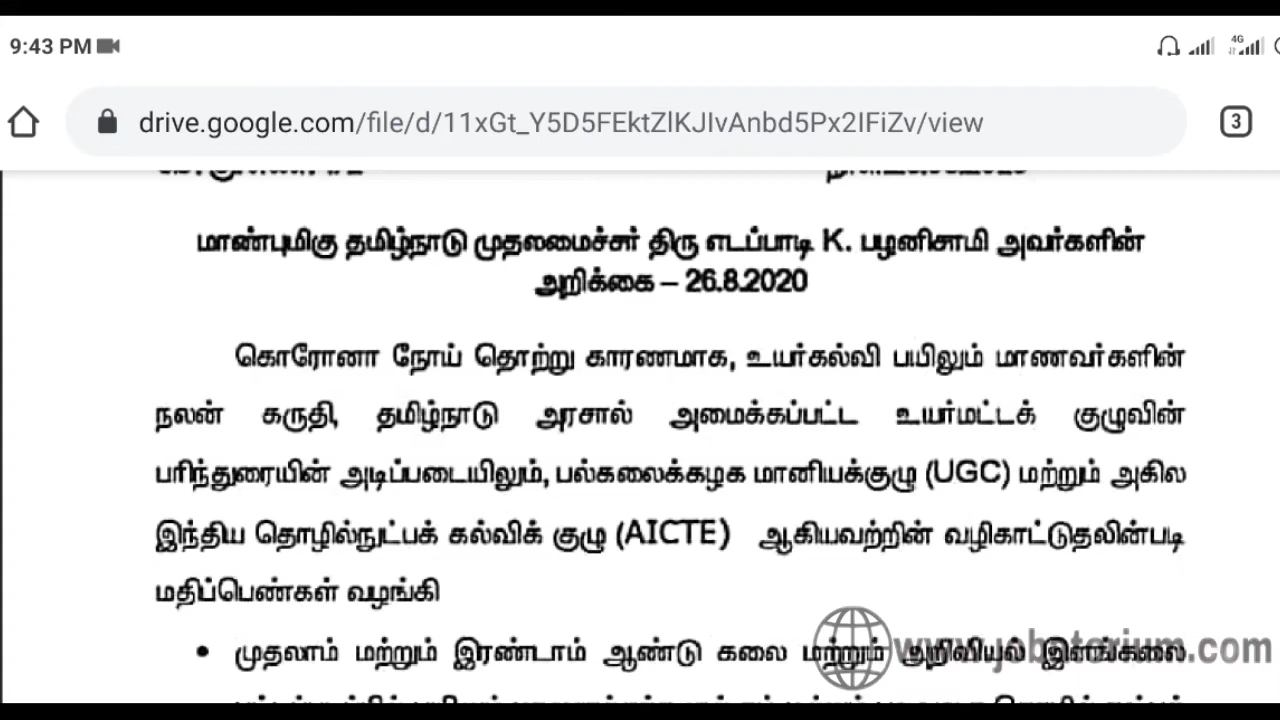 9:43 PM
4G
drive.google.com/file/d/11xGt_Y5D5FEktZlKJIvAnbd5Px2IFiZv/view
3
மாண்புமிகு தமிழ்நாடு முதலமைச்சர் திரு எடப்பாடி K. பழனிசாமி அவர்களின்
அறிக்கை – 26.8.2020
கொரோனா நோய் தொற்று காரணமாக, உயர்கல்வி பயிலும் மாணவர்களின்
நலன் கருதி, தமிழ்நாடு அரசால் அமைக்கப்பட்ட உயர்மட்டக் குழுவின்
பரிந்துரையின் அடிப்படையிலும், பல்கலைக்கழக மானியக்குழு (UGC) மற்றும் அகில
இந்திய தொழில்நுட்பக் கல்விக் குழு (AICTE) ஆகியவற்றின் வழிகாட்டுதலின்படி
மதிப்பெண்கள் வழங்கி
• முதலாம் மற்றும் இரண்டாம் ஆண்டு கலை மற்றும் அறிவியல் இளங்கலை
www.jobsterium.com